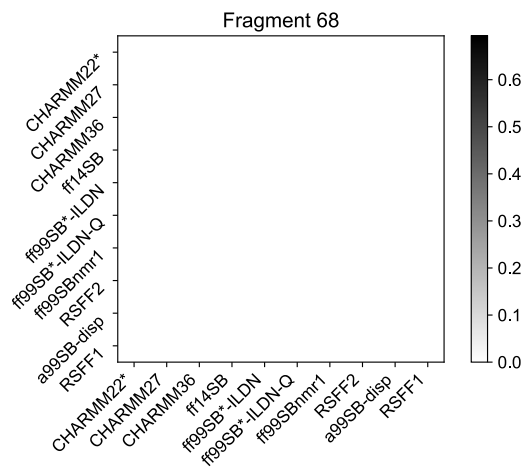 Fragment 68
CHARMM22*
CHARMM27
CHARMM36
ff14SB
ff99SB*-ILDN
ff99SB*-ILDN-Q
ff99SBnmr1
RSFF2
a99SB-disp
RSFF1
CHARMM22*
CHARMM27
CHARMM36
ff14SB
ff99SB*-ILDN
ff99SB*-ILDN-Q
ff99SBnmr1
RSFF2
a99SB-disp
RSFF1
0.6
0.5
0.4
0.3
0.2
0.1
0.0